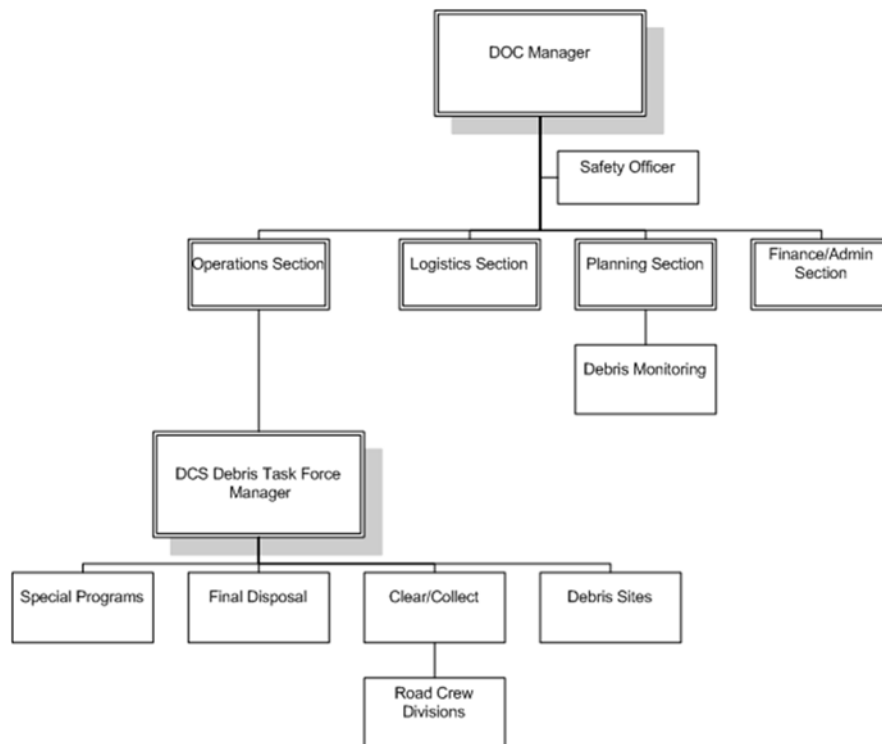 DOC Manager
Safety Officer
Operations Section
Logistics Section
Planning Section
Finance/Admin
Section
Debris Monitoring
DCS Debris Task Force
Manager
Special Programs
Final Disposal
Clear/Collect
Debris Sites
Road Crew
Divisions